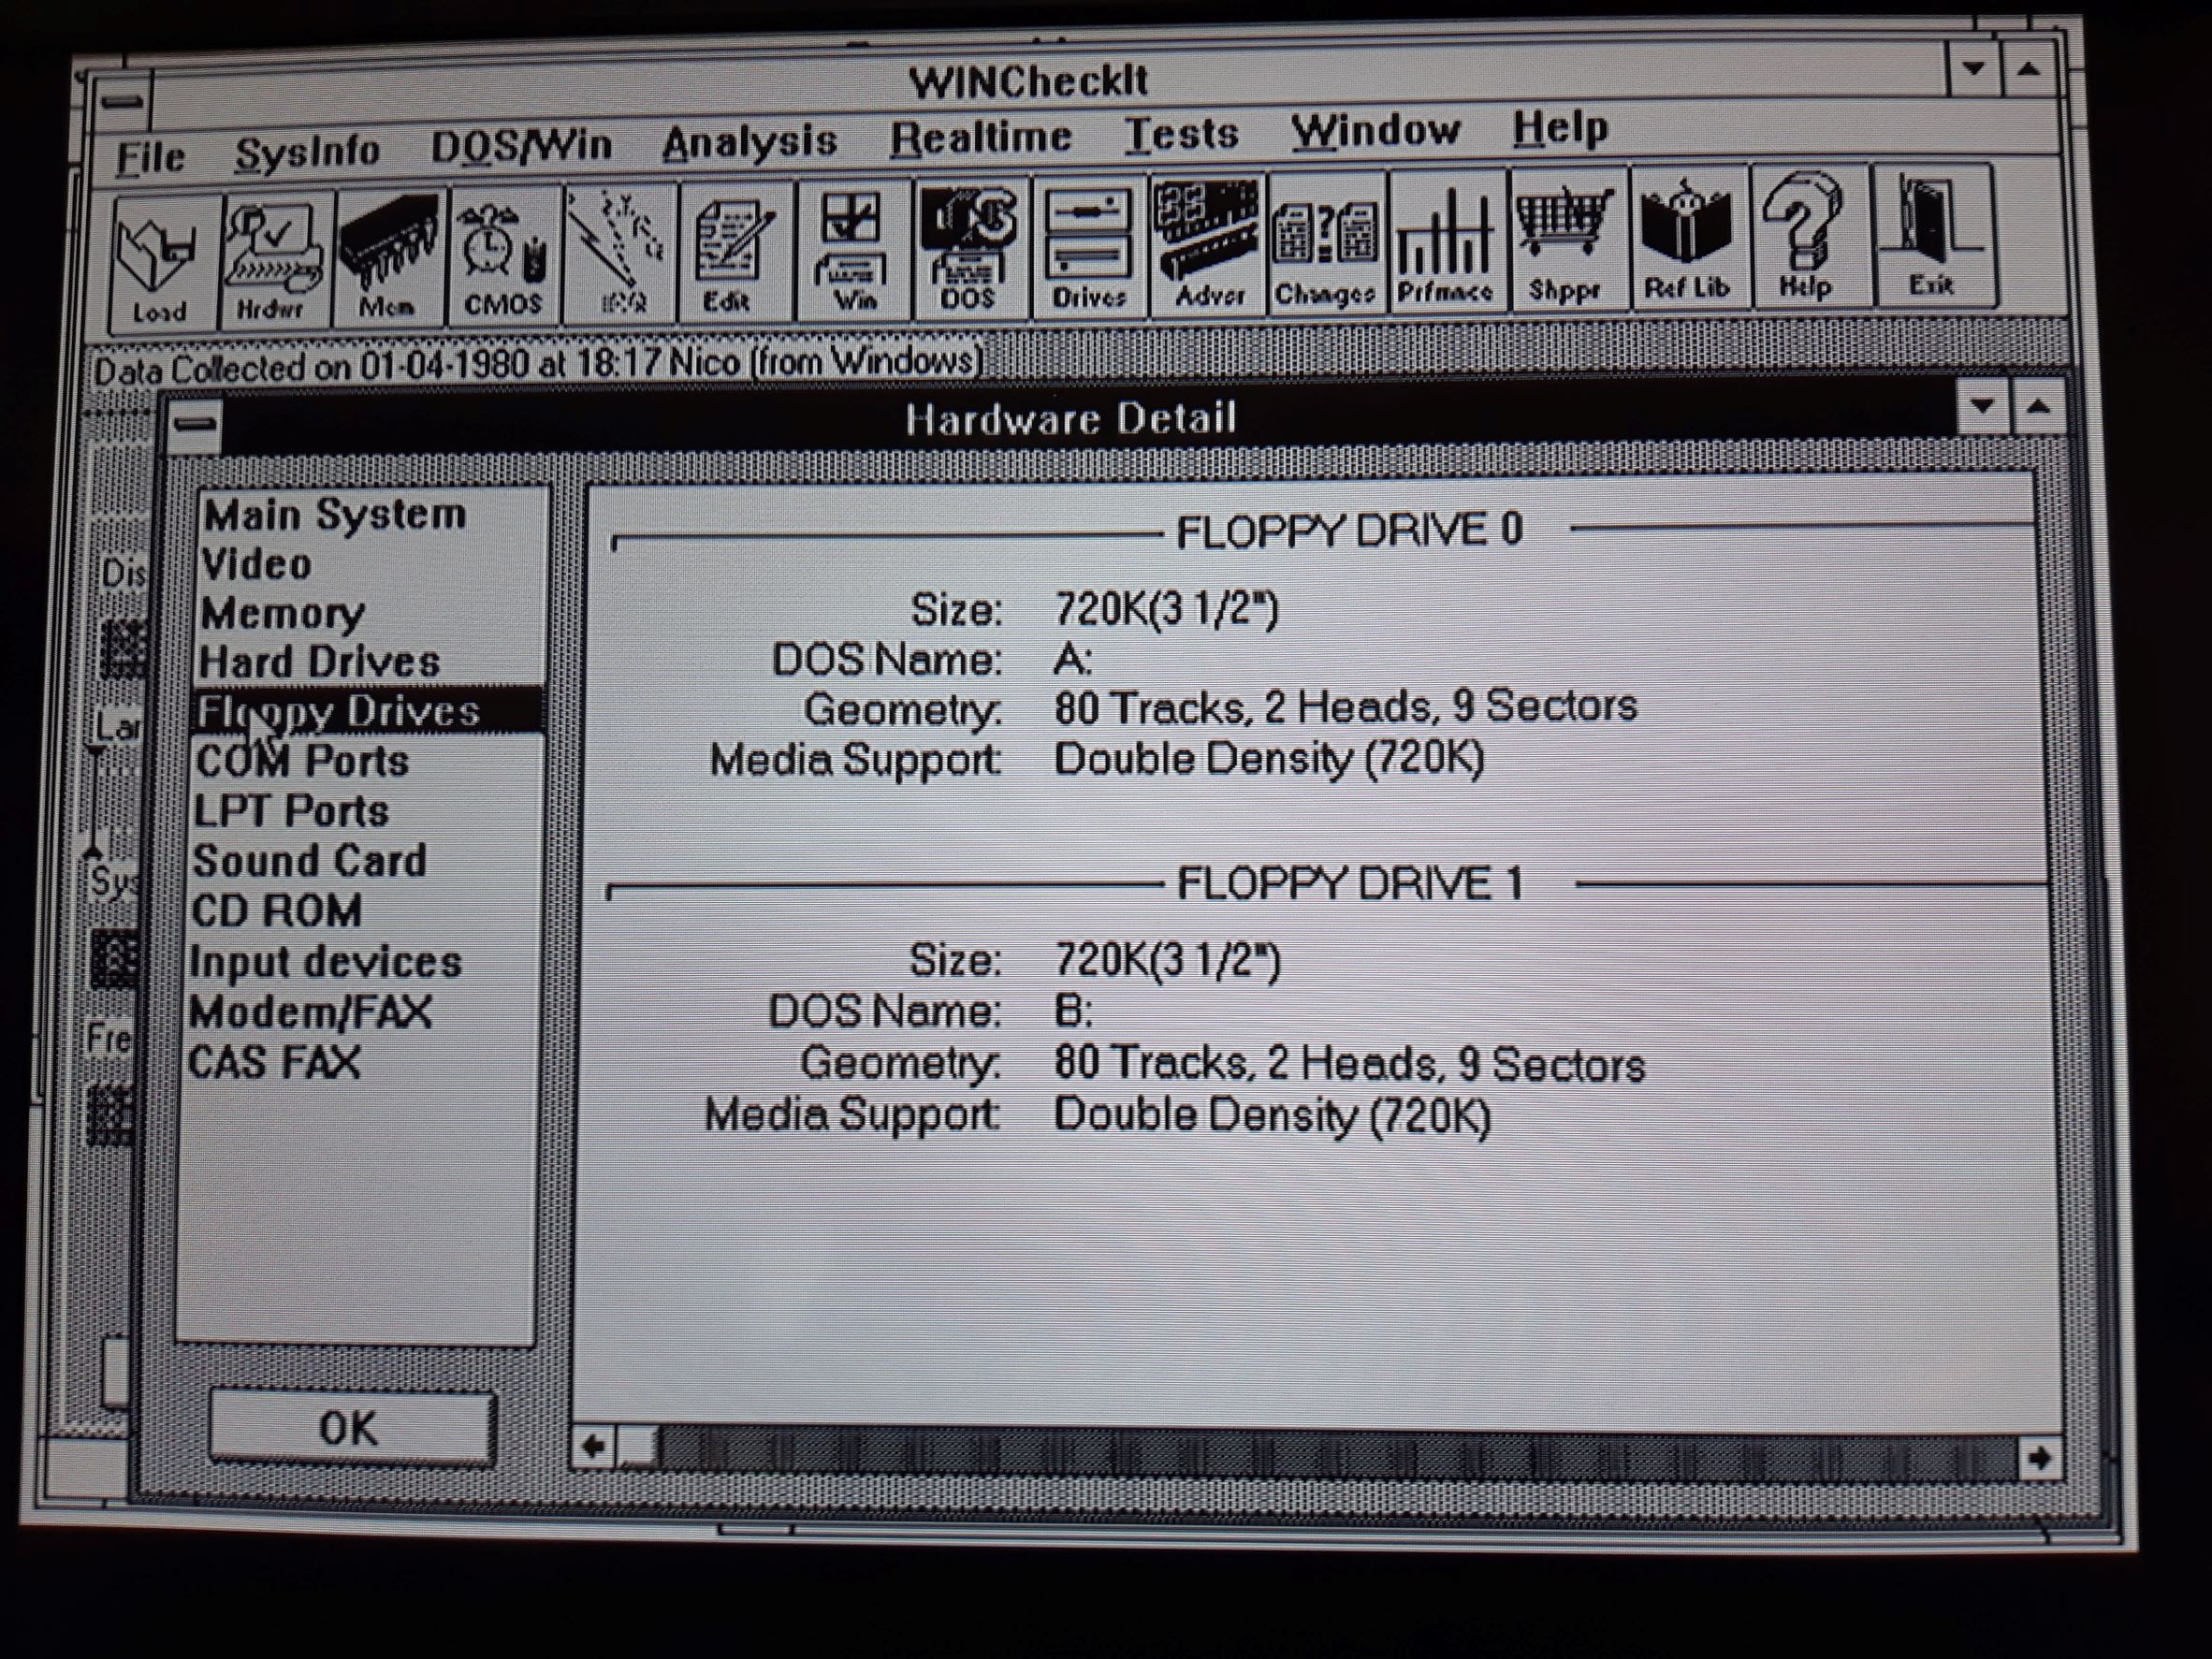 WINCheckIt
File SysInfo DOS/Win Analysis Realtime Tests Window Help
Load Hrdwr Mem CMOS IRQ Edit Win DOS Drives Advsr Changes Prfmnce Shppr Ref Lib Help Exit
Data Collected on 01-04-1980 at 18:17 Nico (from Windows)
Hardware Detail
Main System
Video
Memory
Hard Drives
Floppy Drives
COM Ports
LPT Ports
Sound Card
CD ROM
Input devices
Modem/FAX
CAS FAX
OK
Dis
Lar
Sys
Fre
FLOPPY DRIVE 0
Size: 720K(3 1/2")
DOS Name: A:
Geometry: 80 Tracks, 2 Heads, 9 Sectors
Media Support: Double Density (720K)
FLOPPY DRIVE 1
Size: 720K(3 1/2")
DOS Name: B:
Geometry: 80 Tracks, 2 Heads, 9 Sectors
Media Support: Double Density (720K)